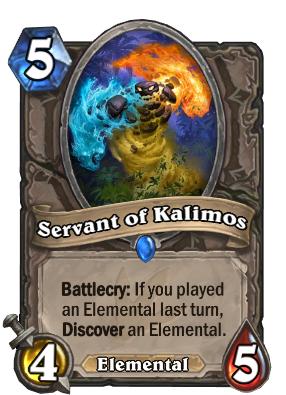 5
Servant of Kalimos
Battlecry: If you played
an Elemental last turn,
Discover an Elemental.
4
Elemental
5